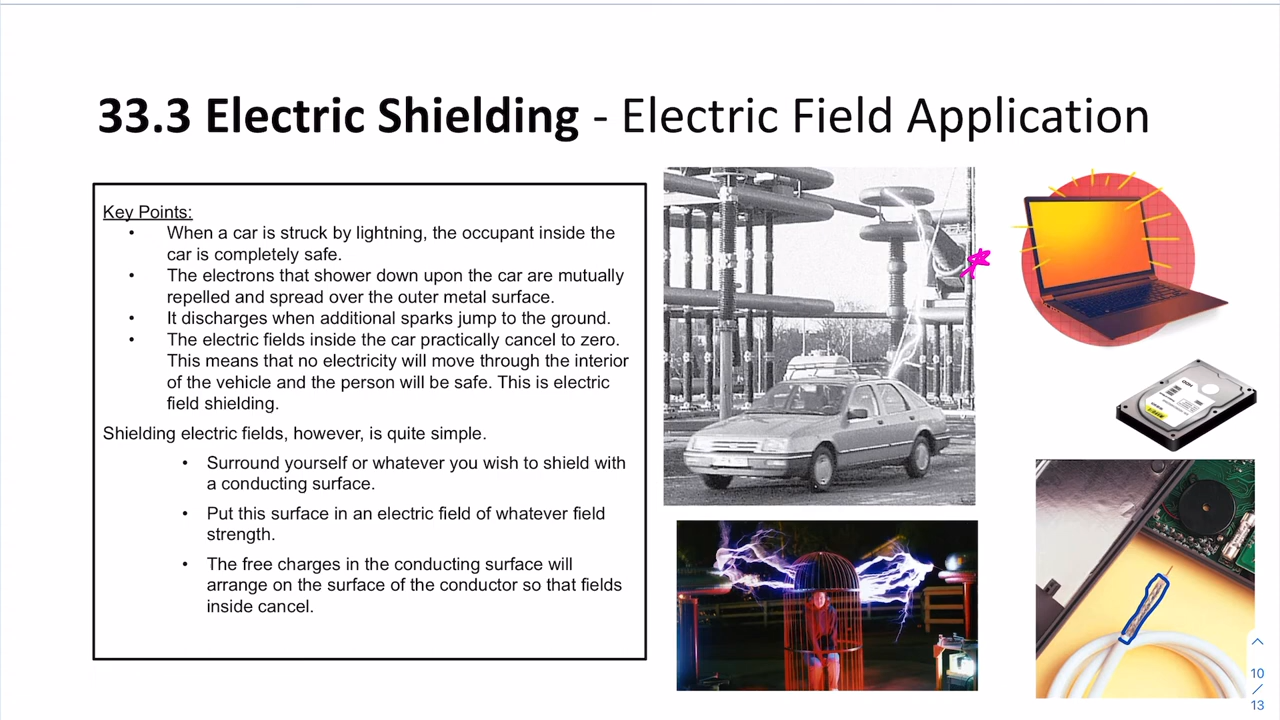 33.3 Electric Shielding - Electric Field Application
Key Points:
• When a car is struck by lightning, the occupant inside the
car is completely safe.
• The electrons that shower down upon the car are mutually
repelled and spread over the outer metal surface.
• It discharges when additional sparks jump to the ground.
• The electric fields inside the car practically cancel to zero.
This means that no electricity will move through the interior
of the vehicle and the person will be safe. This is electric
field shielding.
Shielding electric fields, however, is quite simple.
• Surround yourself or whatever you wish to shield with
a conducting surface.
• Put this surface in an electric field of whatever field
strength.
• The free charges in the conducting surface will
arrange on the surface of the conductor so that fields
inside cancel.
10
/
13